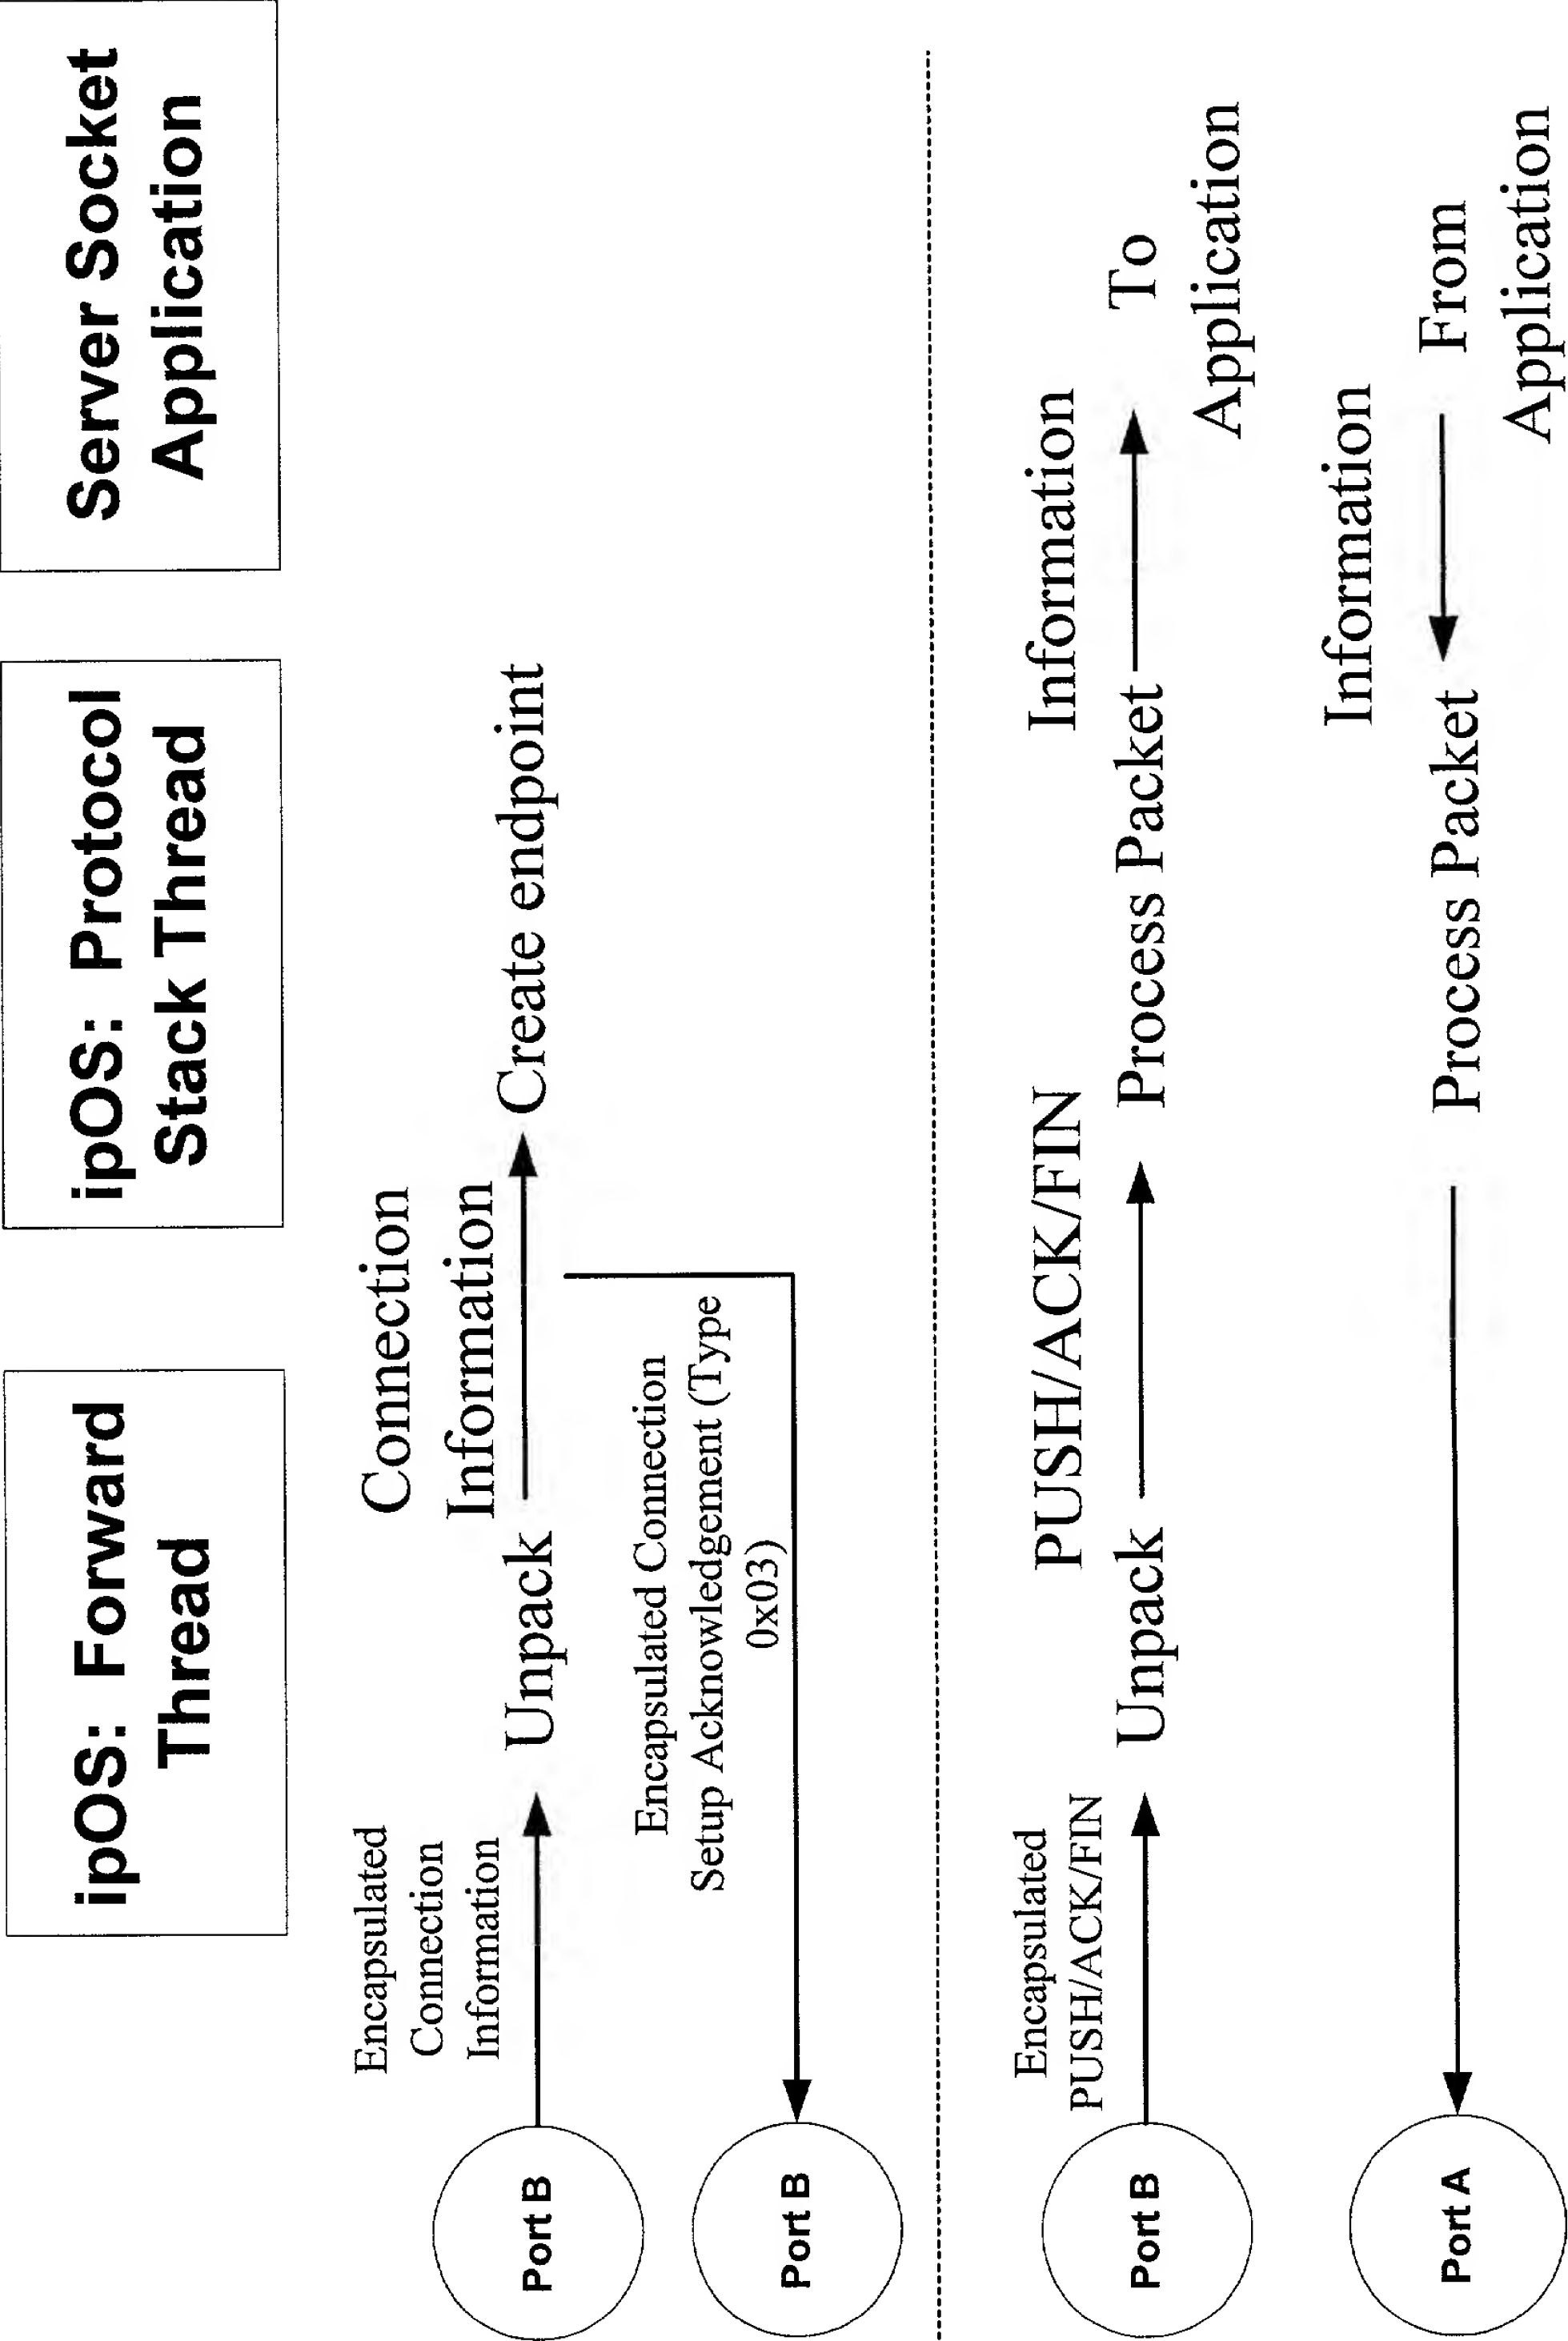 ipOS: Forward
Thread
ipOS: Protocol
Stack Thread
Server Socket
Application
Port B
Encapsulated
Connection
Information
Unpack
Connection
Information
Create endpoint
Port B
Encapsulated Connection
Setup Acknowledgement (Type
0x03)
Port B
Encapsulated
PUSH/ACK/FIN
Unpack
PUSH/ACK/FIN
Process Packet
Information
To
Application
Port A
Process Packet
Information
From
Application